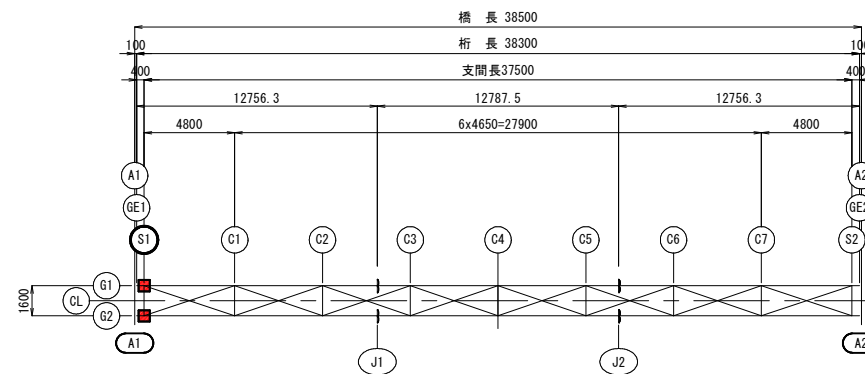 橋 長 38500
100 桁 長 38300 100
400 支間長37500 400
12756.3 12787.5 12756.3
4800 6x4650=27900 4800
A1 A2
GE1 GE2
S1 C1 C2 C3 C4 C5 C6 C7 S2
1600 G1
CL
G2
A1 A2
J1 J2